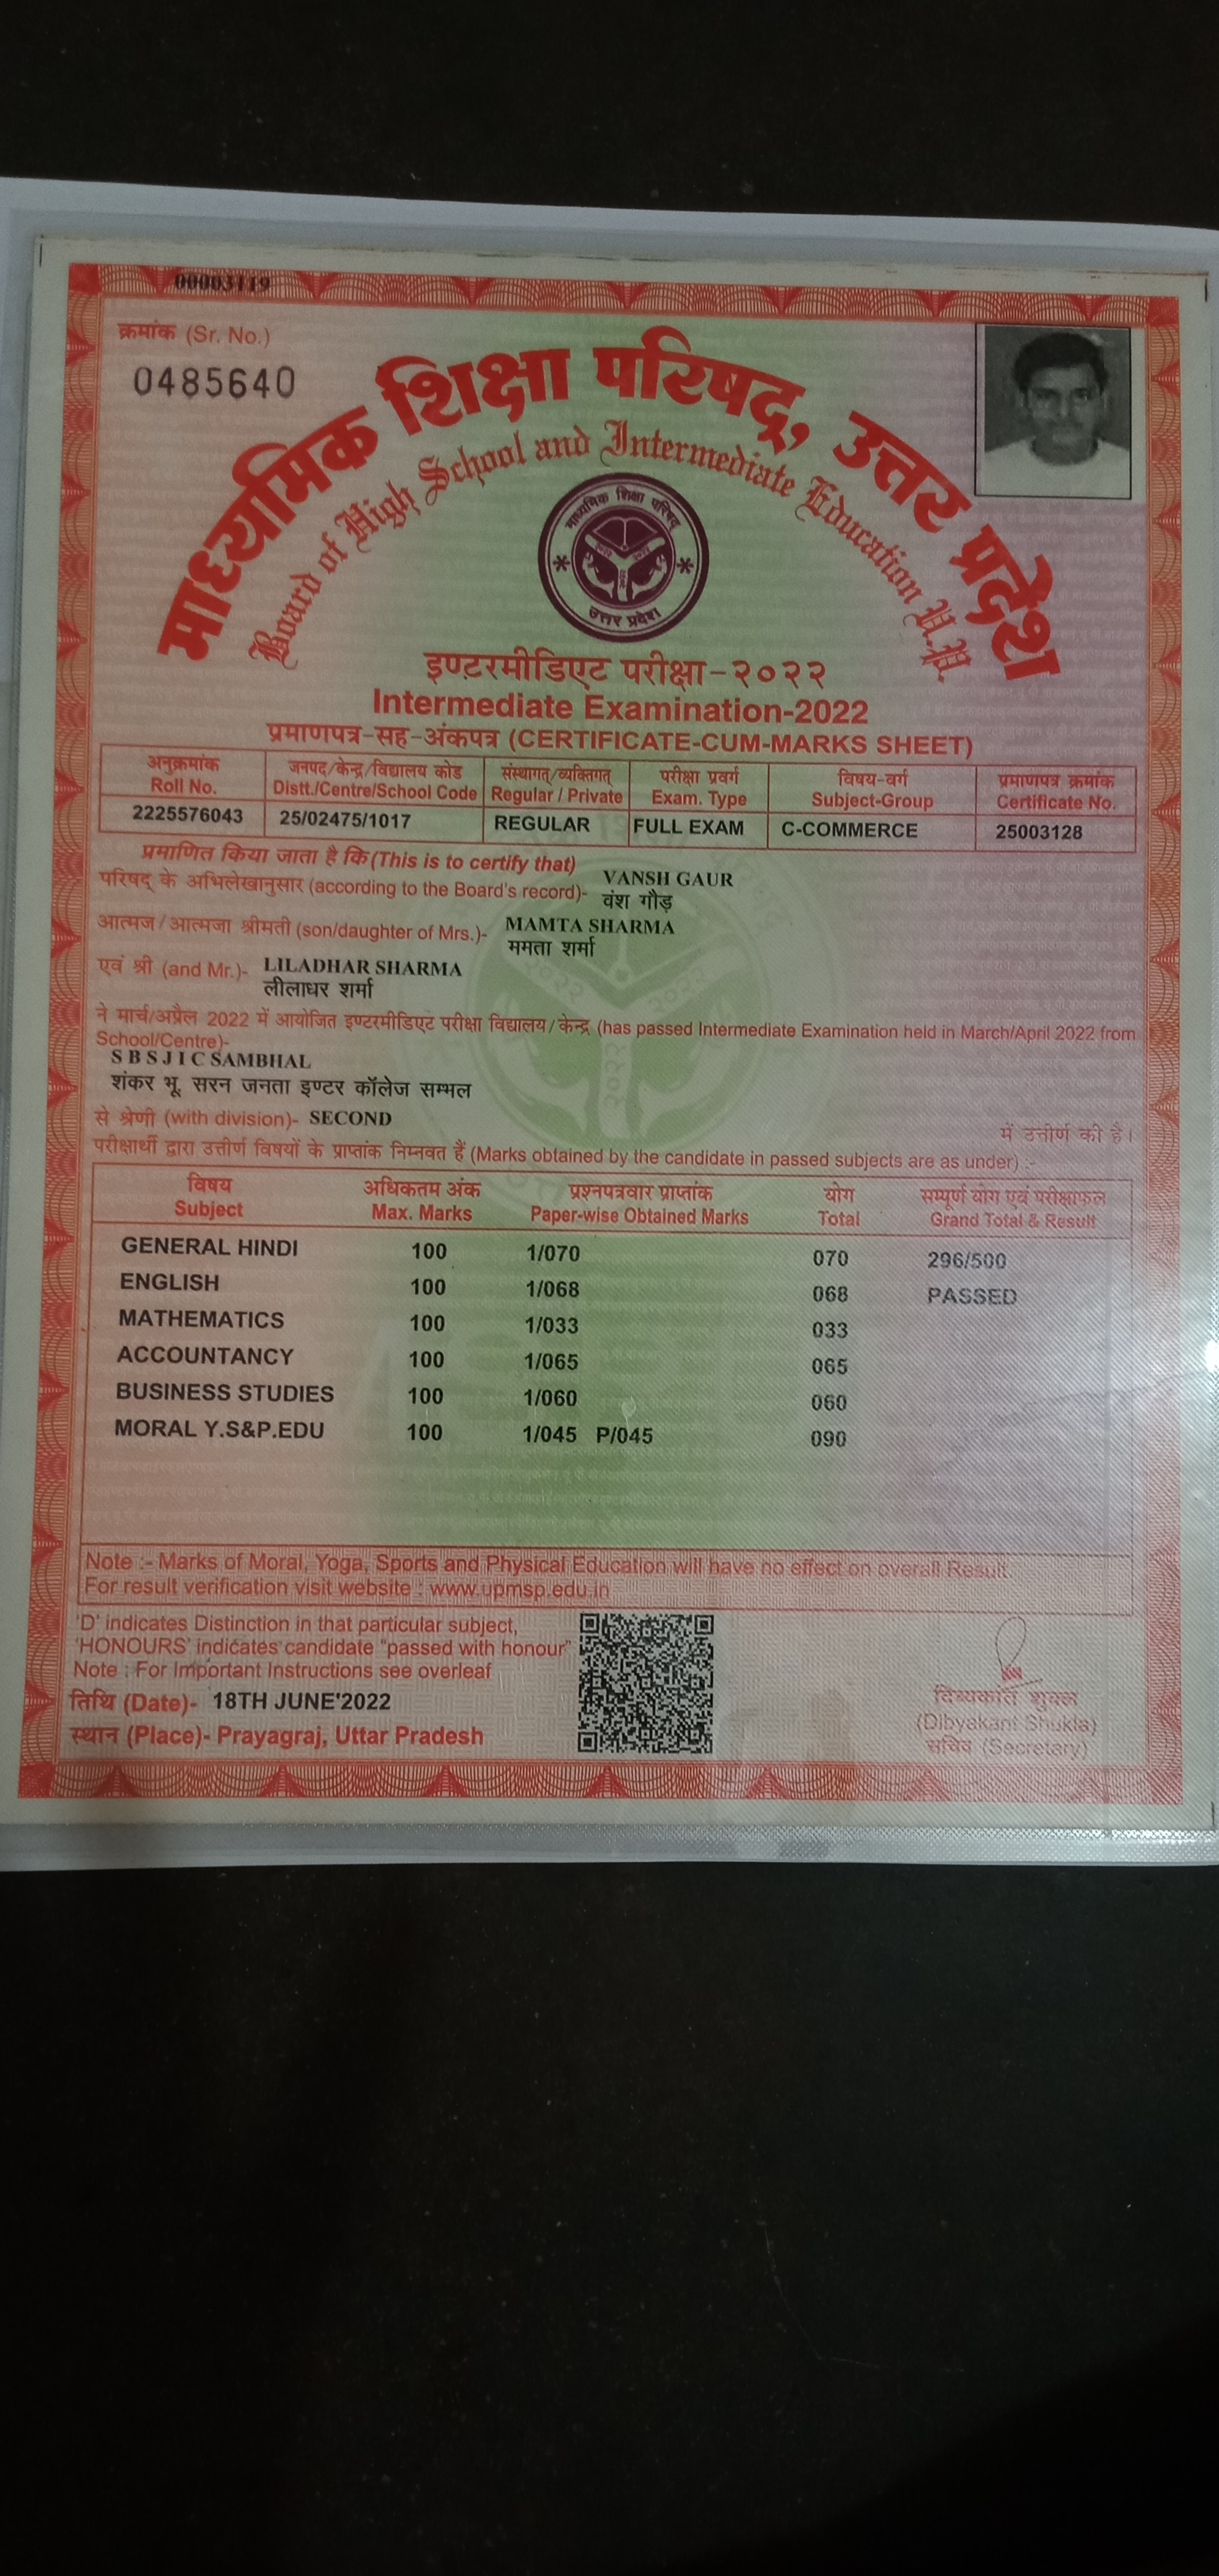 00003119
क्रमांक (Sr. No.)
0485640
माध्यमिक शिक्षा परिषद्, उत्तर प्रदेश
Board of High School and Intermediate Education U.P.
माध्यमिक शिक्षा परिषद्
उत्तर प्रदेश
इण्टरमीडिएट परीक्षा-२०२२
Intermediate Examination-2022
प्रमाणपत्र-सह-अंकपत्र (CERTIFICATE-CUM-MARKS SHEET)
अनुक्रमांक जनपद/केन्द्र/विद्यालय कोड संस्थागत/व्यक्तिगत परीक्षा प्रवर्ग विषय-वर्ग प्रमाणपत्र क्रमांक
Roll No. Distt./Centre/School Code Regular / Private Exam. Type Subject-Group Certificate No.
2225576043 25/02475/1017 REGULAR FULL EXAM C-COMMERCE 25003128
प्रमाणित किया जाता है कि (This is to certify that)
परिषद् के अभिलेखानुसार (according to the Board's record)- VANSH GAUR
वंश गौड़
आत्मज/आत्मजा श्रीमती (son/daughter of Mrs.)- MAMTA SHARMA
ममता शर्मा
एवं श्री (and Mr.)- LILADHAR SHARMA
लीलाधर शर्मा
ने मार्च/अप्रैल 2022 में आयोजित इण्टरमीडिएट परीक्षा विद्यालय/केन्द्र (has passed Intermediate Examination held in March/April 2022 from
School/Centre)-
S B S J I C SAMBHAL
शंकर भू. सरन जनता इण्टर कॉलेज सम्भल
से श्रेणी (with division)- SECOND में उत्तीर्ण की है।
परीक्षार्थी द्वारा उत्तीर्ण विषयों के प्राप्तांक निम्नवत हैं (Marks obtained by the candidate in passed subjects are as under) :-
विषय अधिकतम अंक प्रश्नपत्रवार प्राप्तांक योग सम्पूर्ण योग एवं परीक्षाफल
Subject Max. Marks Paper-wise Obtained Marks Total Grand Total & Result
GENERAL HINDI 100 1/070 070 296/500
ENGLISH 100 1/068 068 PASSED
MATHEMATICS 100 1/033 033
ACCOUNTANCY 100 1/065 065
BUSINESS STUDIES 100 1/060 060
MORAL Y.S&P.EDU 100 1/045 P/045 090
Note :- Marks of Moral, Yoga, Sports and Physical Education will have no effect on overall Result.
For result verification visit website : www.upmsp.edu.in
'D' indicates Distinction in that particular subject,
'HONOURS' indicates candidate "passed with honour"
Note : For Important Instructions see overleaf
तिथि (Date)- 18TH JUNE'2022
स्थान (Place)- Prayagraj, Uttar Pradesh
दिव्यकांत शुक्ल
(Dibyakant Shukla)
सचिव (Secretary)